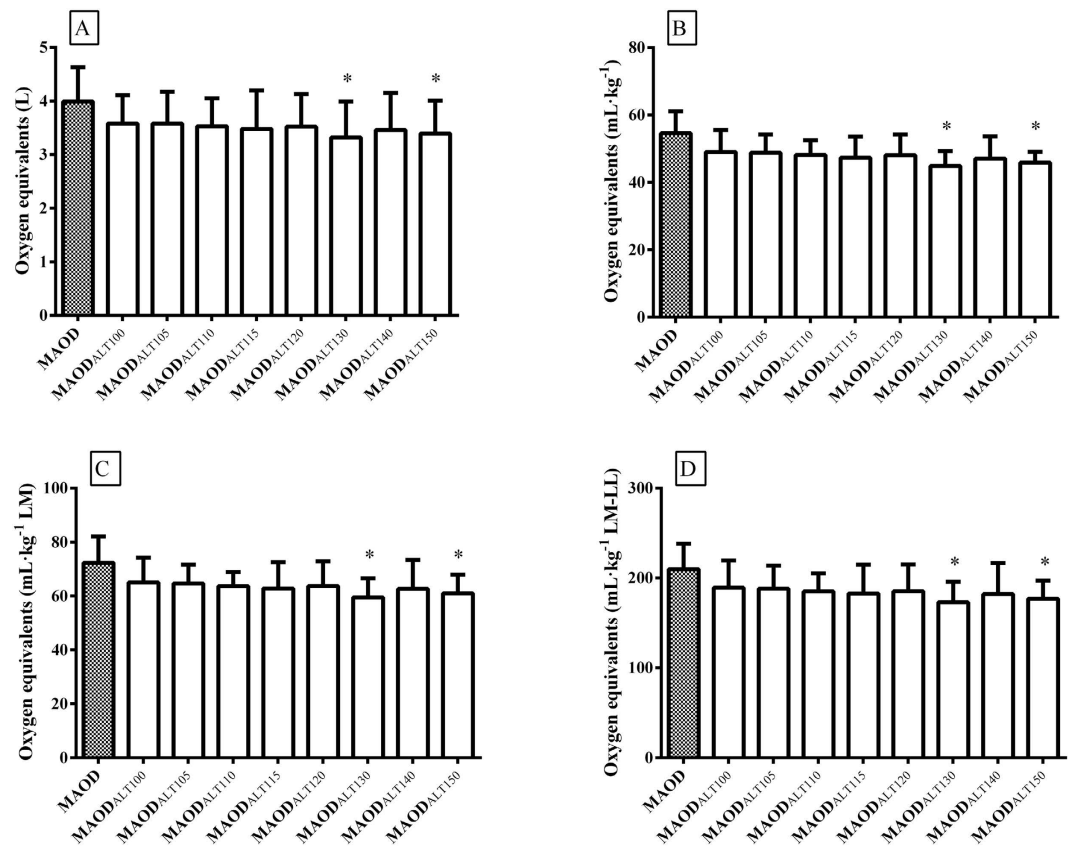 A
Oxygen equivalents (L)
5
4
3
2
1
0
* *
MAOD
MAODALT100
MAODALT105
MAODALT110
MAODALT115
MAODALT120
MAODALT130
MAODALT140
MAODALT150
B
Oxygen equivalents (mL·kg⁻¹)
80
60
40
20
0
* *
MAOD
MAODALT100
MAODALT105
MAODALT110
MAODALT115
MAODALT120
MAODALT130
MAODALT140
MAODALT150
C
Oxygen equivalents (mL·kg⁻¹ LM)
100
80
60
40
20
0
* *
MAOD
MAODALT100
MAODALT105
MAODALT110
MAODALT115
MAODALT120
MAODALT130
MAODALT140
MAODALT150
D
Oxygen equivalents (mL·kg⁻¹ LM-LL)
300
200
100
0
* *
MAOD
MAODALT100
MAODALT105
MAODALT110
MAODALT115
MAODALT120
MAODALT130
MAODALT140
MAODALT150